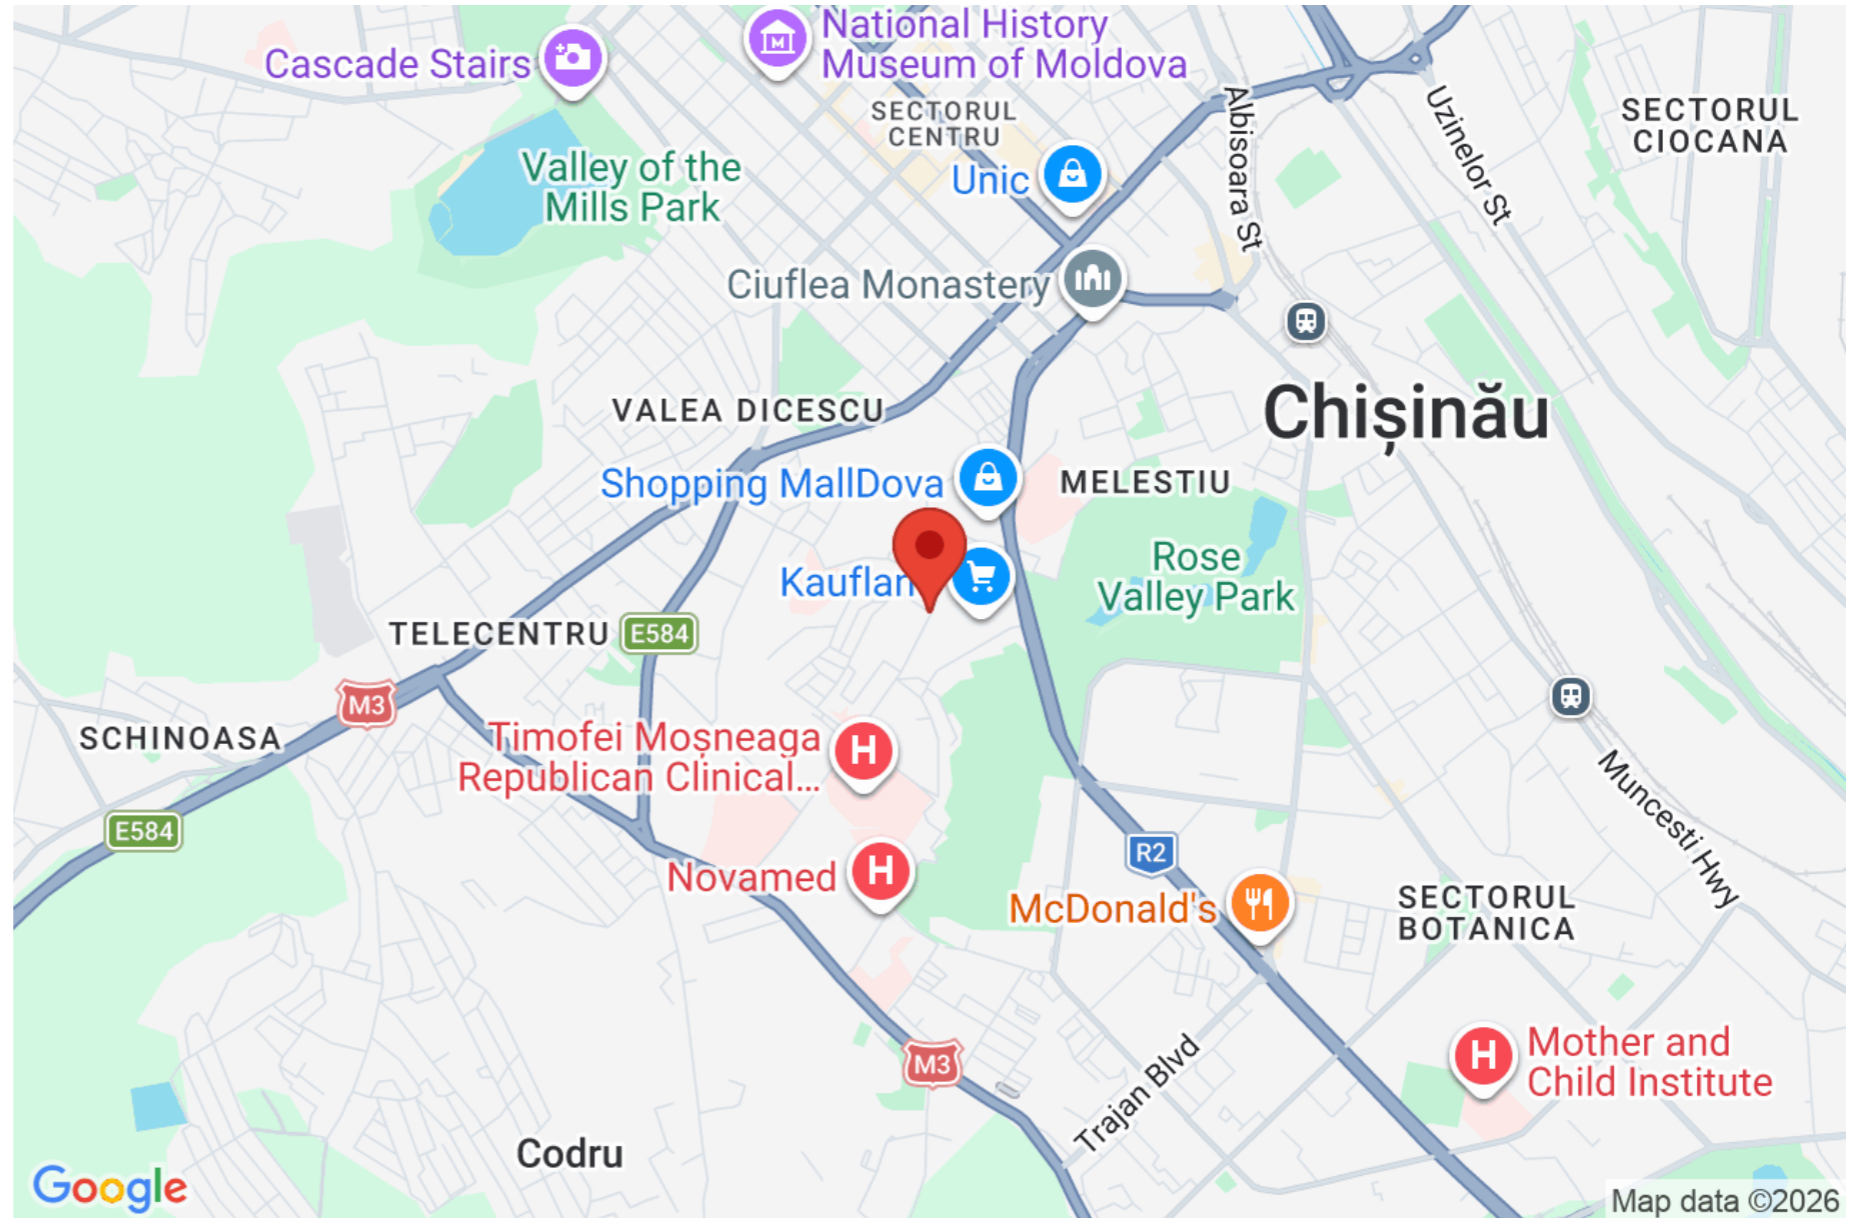 Cascade Stairs
National History
Museum of Moldova
SECTORUL
CENTRU
Unic
Albisoara St
Uzinelor St
SECTORUL
CIOCANA
Valley of the
Mills Park
Ciuflea Monastery
Chișinău
VALEA DICESCU
Shopping MallDova
MELESTIU
Rose
Valley Park
Kauflan
TELECENTRU
E584
M3
SCHINOASA
E584
Timofei Moșneaga
Republican Clinical...
H
Novamed
H
R2
McDonald's
SECTORUL
BOTANICA
Muncesti Hwy
M3
Trajan Blvd
H
Mother and
Child Institute
Codru
Google
Map data ©2026